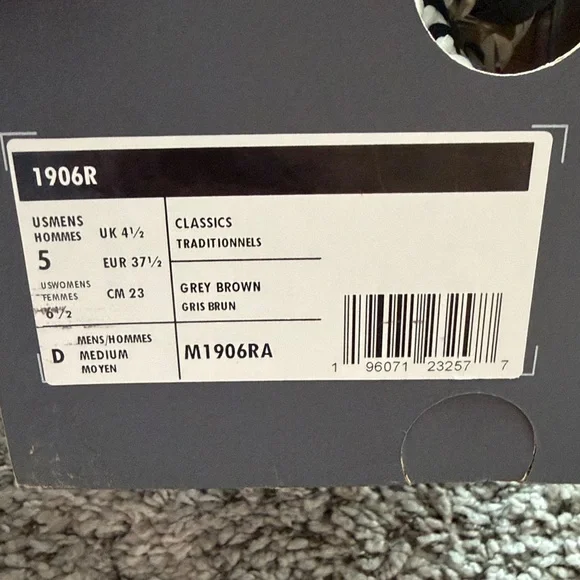 1906R
USMENS
HOMMES
5
UK 4½
EUR 37½
USWOMENS
FEMMES
6½
CM 23
CLASSICS
TRADITIONNELS
GREY BROWN
GRIS BRUN
D
MENS/HOMMES
MEDIUM
MOYEN
M1906RA
1 96071 23257 7